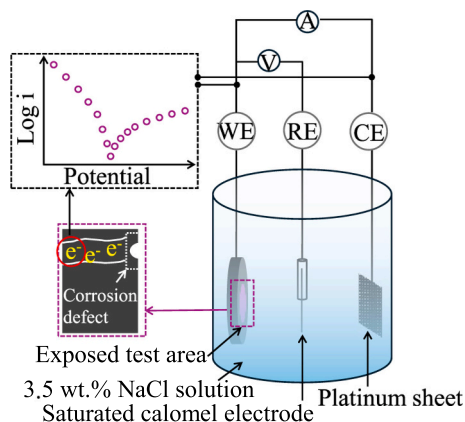 A
V
Log i
Potential
WE
RE
CE
e- e- e-
Corrosion
defect
Exposed test area
3.5 wt.% NaCl solution
Saturated calomel electrode
Platinum sheet